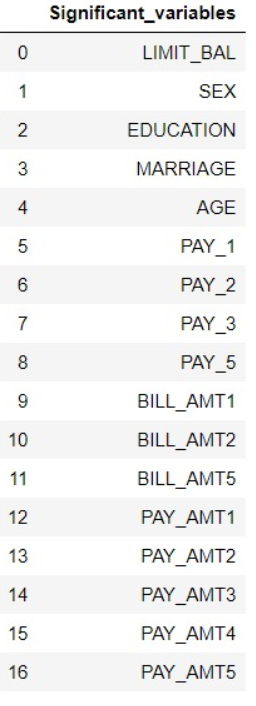 Significant_variables
0 LIMIT_BAL
1 SEX
2 EDUCATION
3 MARRIAGE
4 AGE
5 PAY_1
6 PAY_2
7 PAY_3
8 PAY_5
9 BILL_AMT1
10 BILL_AMT2
11 BILL_AMT5
12 PAY_AMT1
13 PAY_AMT2
14 PAY_AMT3
15 PAY_AMT4
16 PAY_AMT5